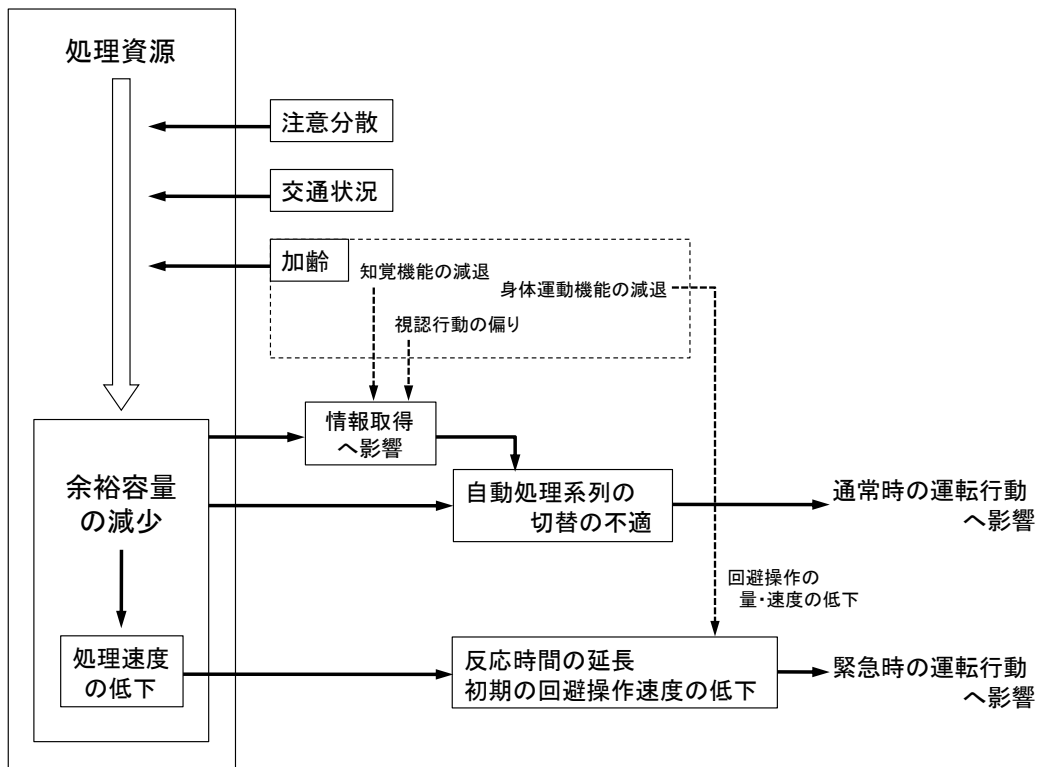 処理資源
注意分散
交通状況
加齢
知覚機能の減退
身体運動機能の減退
視認行動の偏り
情報取得
へ影響
余裕容量
の減少
自動処理系列の
切替の不適
通常時の運転行動
へ影響
回避操作の
量・速度の低下
処理速度
の低下
反応時間の延長
初期の回避操作速度の低下
緊急時の運転行動
へ影響